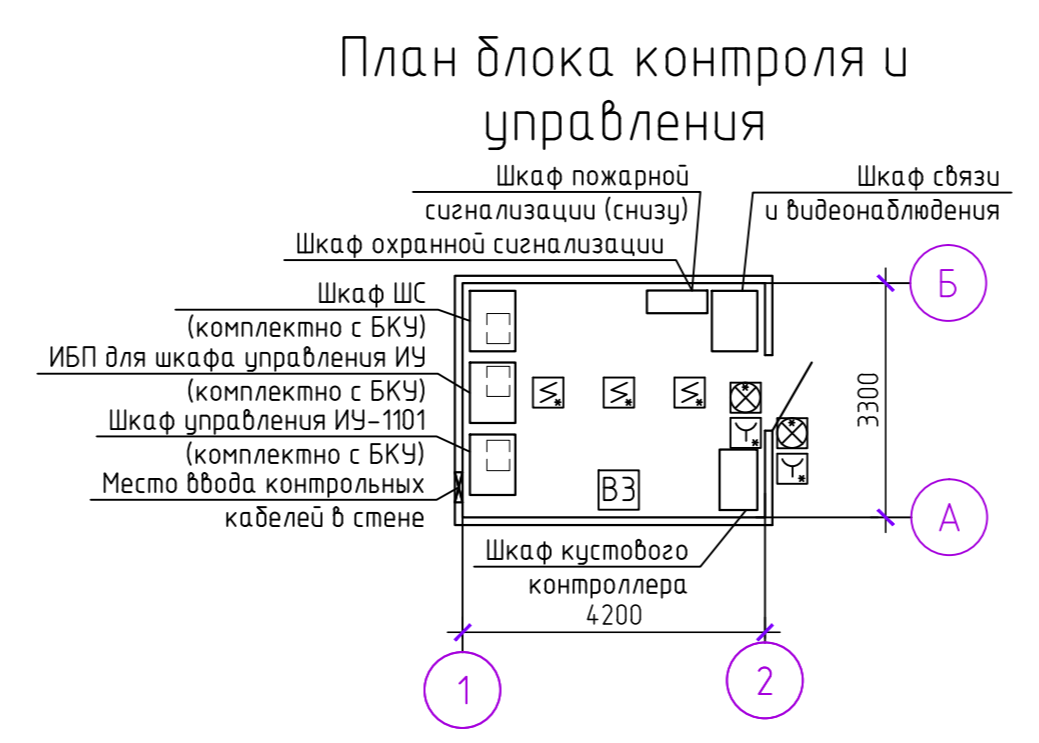 План блока контроля и
управления
Шкаф пожарной
сигнализации (снизу)
Шкаф связи
и видеонаблюдения
Шкаф охранной сигнализации
Шкаф ШС
(комплектно с БКУ)
ИБП для шкафа управления ИУ
(комплектно с БКУ)
Шкаф управления ИУ-1101
(комплектно с БКУ)
Место ввода контрольных
кабелей в стене
В3
Шкаф кустового
контроллера
4200
3300
Б
А
1
2